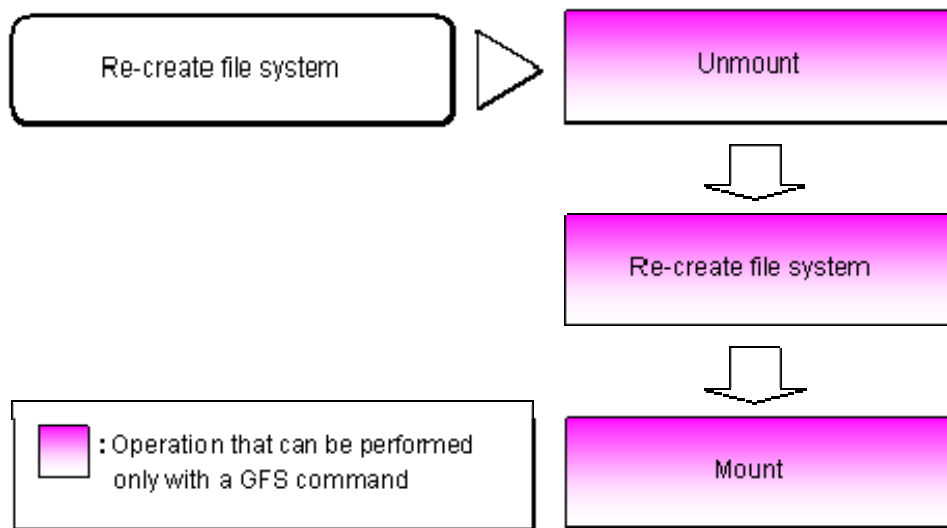 Re-create file system
Unmount
Re-create file system
Mount
: Operation that can be performed
only with a GFS command